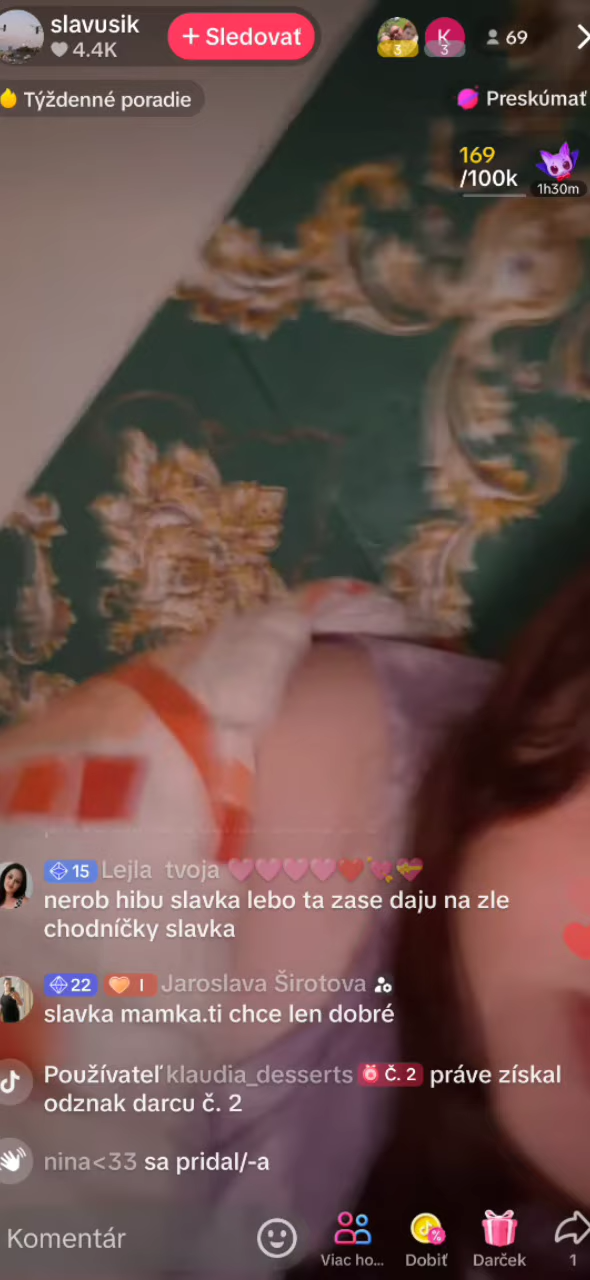 slavusik
4.4K
+ Sledovať
3
K
3
69
Týždenné poradie
Preskúmať
169
/100k
1h30m
15 Lejla tvoja
nerob hibu slavka lebo ta zase daju na zle
chodníčky slavka
22 I Jaroslava Širotova
slavka mamka.ti chce len dobré
Používateľ klaudia_desserts Č. 2 práve získal
odznak darcu č. 2
nina<33 sa pridal/-a
Komentár
Viac ho...
Dobiť
Darček
1